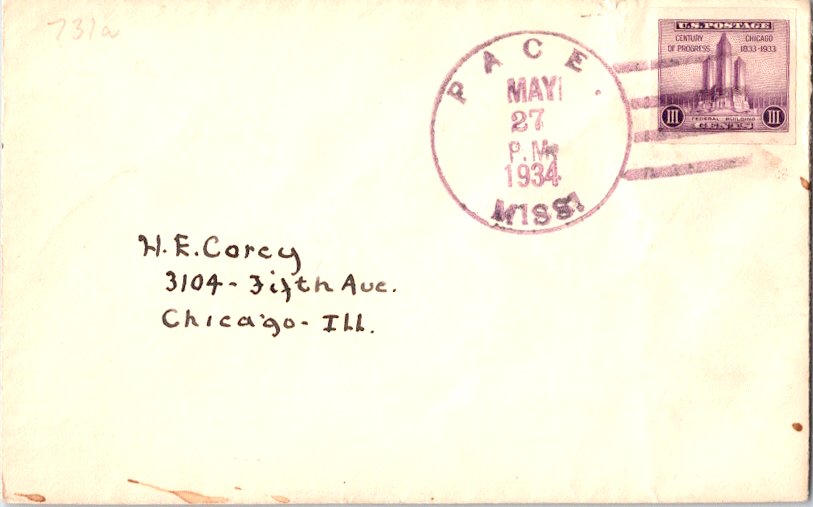 731a
U.S. POSTAGE
CENTURY OF PROGRESS
CHICAGO 1833-1933
III
FEDERAL BUILDING
III
CENTS
PACE.
MAY
27
P.M.
1934
MISS.
H. E. Corey
3104 - Fifth Ave.
Chicago - Ill.